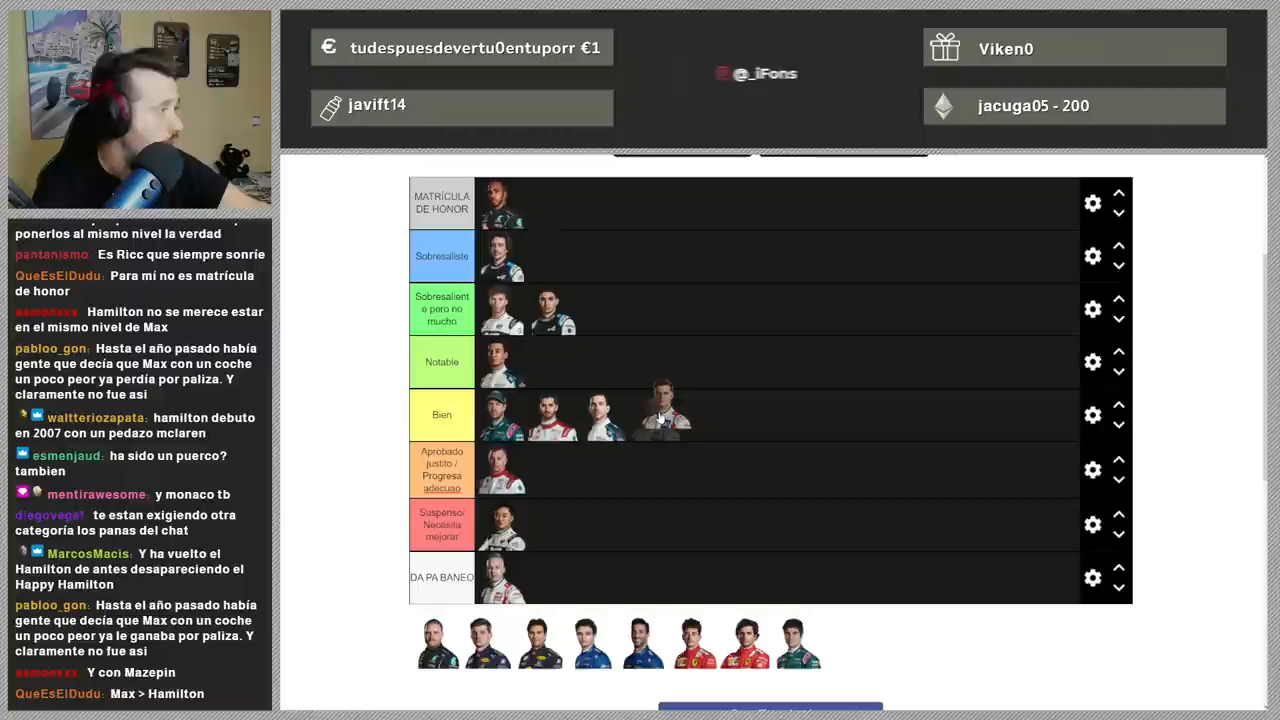 € tudespuesdevertu0entuporr €1
Viken0
@_iFons
javift14
jacuga05 - 200
ponerlos al mismo nivel la verdad
pantanismo: Es Ricc que siempre sonríe
QueEsElDudu: Para mí no es matrícula
de honor
Hamilton no se merece estar
en el mismo nivel de Max
pabloo_gon: Hasta el año pasado había
gente que decía que Max con un coche
un poco peor ya perdía por paliza. Y
claramente no fue asi
waltteriozapata: hamilton debuto
en 2007 con un pedazo mclaren
esmenjaud: ha sido un puerco?
tambien
mentirawesome: y monaco tb
diegovega1: te estan exigiendo otra
categoría los panas del chat
MarcosMacis: Y ha vuelto el
Hamilton de antes desapareciendo el
Happy Hamilton
pabloo_gon: Hasta el año pasado había
gente que decía que Max con un coche
un poco peor ya le ganaba por paliza. Y
claramente no fue asi
Y con Mazepin
QueEsElDudu: Max > Hamilton
MATRÍCULA
DE HONOR
Sobresaliste
Sobresalient
e pero no
mucho
Notable
Bien
Aprobado
justito /
Progresa
adecuao
Suspenso/
Necesita
mejorar
DA PA BANEO